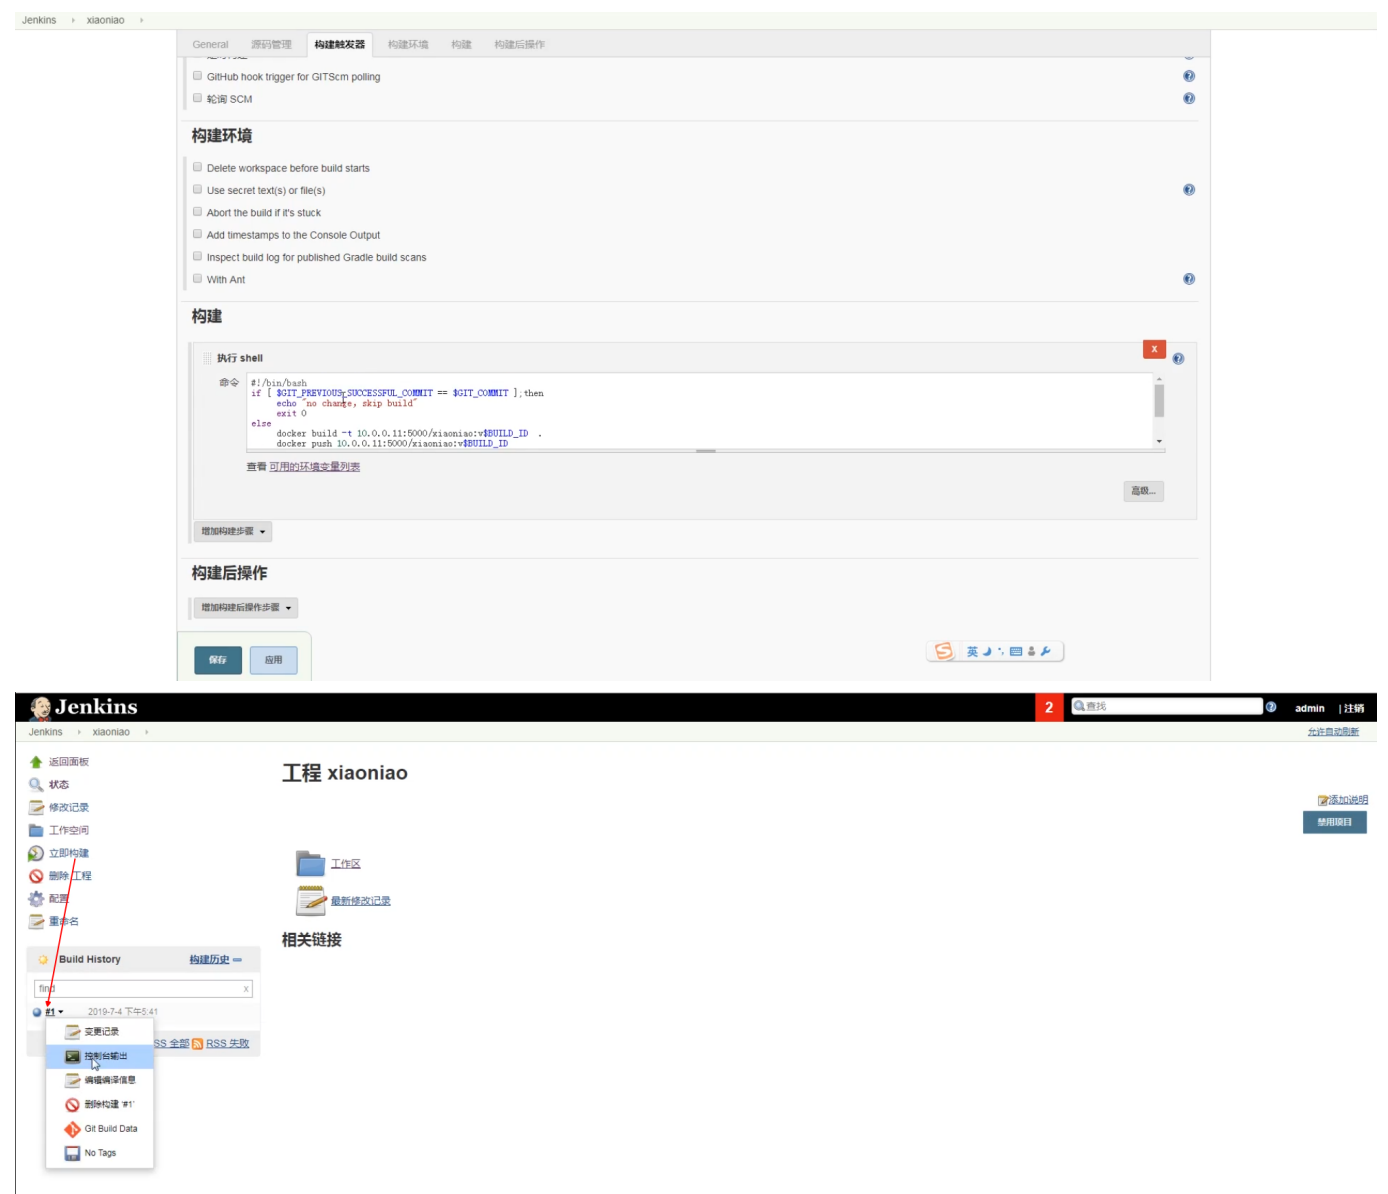 Jenkins xiaoniao
General 源码管理 构建触发器 构建环境 构建 构建后操作
GitHub hook trigger for GITScm polling
轮询 SCM
构建环境
Delete workspace before build starts
Use secret text(s) or file(s)
Abort the build if it's stuck
Add timestamps to the Console Output
Inspect build log for published Gradle build scans
With Ant
构建
X
执行 shell
命令 #!/bin/bash
if [ $GIT_PREVIOUS_SUCCESSFUL_COMMIT == $GIT_COMMIT ];then
echo "no change, skip build"
exit 0
else
docker build -t 10.0.0.11:5000/xiaoniao:v$BUILD_ID .
docker push 10.0.0.11:5000/xiaoniao:v$BUILD_ID
查看 可用的环境变量列表
高级...
增加构建步骤
构建后操作
增加构建后操作步骤
保存 应用
英
Jenkins 2 查找 admin | 注销
Jenkins xiaoniao 允许自动刷新
返回面板
工程 xiaoniao
状态
修改记录 添加说明
工作空间 禁用项目
立即构建
工作区
删除 工程
配置 最新修改记录
重命名
相关链接
Build History 构建历史
find x
#1 2019-7-4 下午5:41
变更记录
SS 全部 RSS 失败
控制台输出
编辑编译信息
删除构建 '#1'
Git Build Data
No Tags